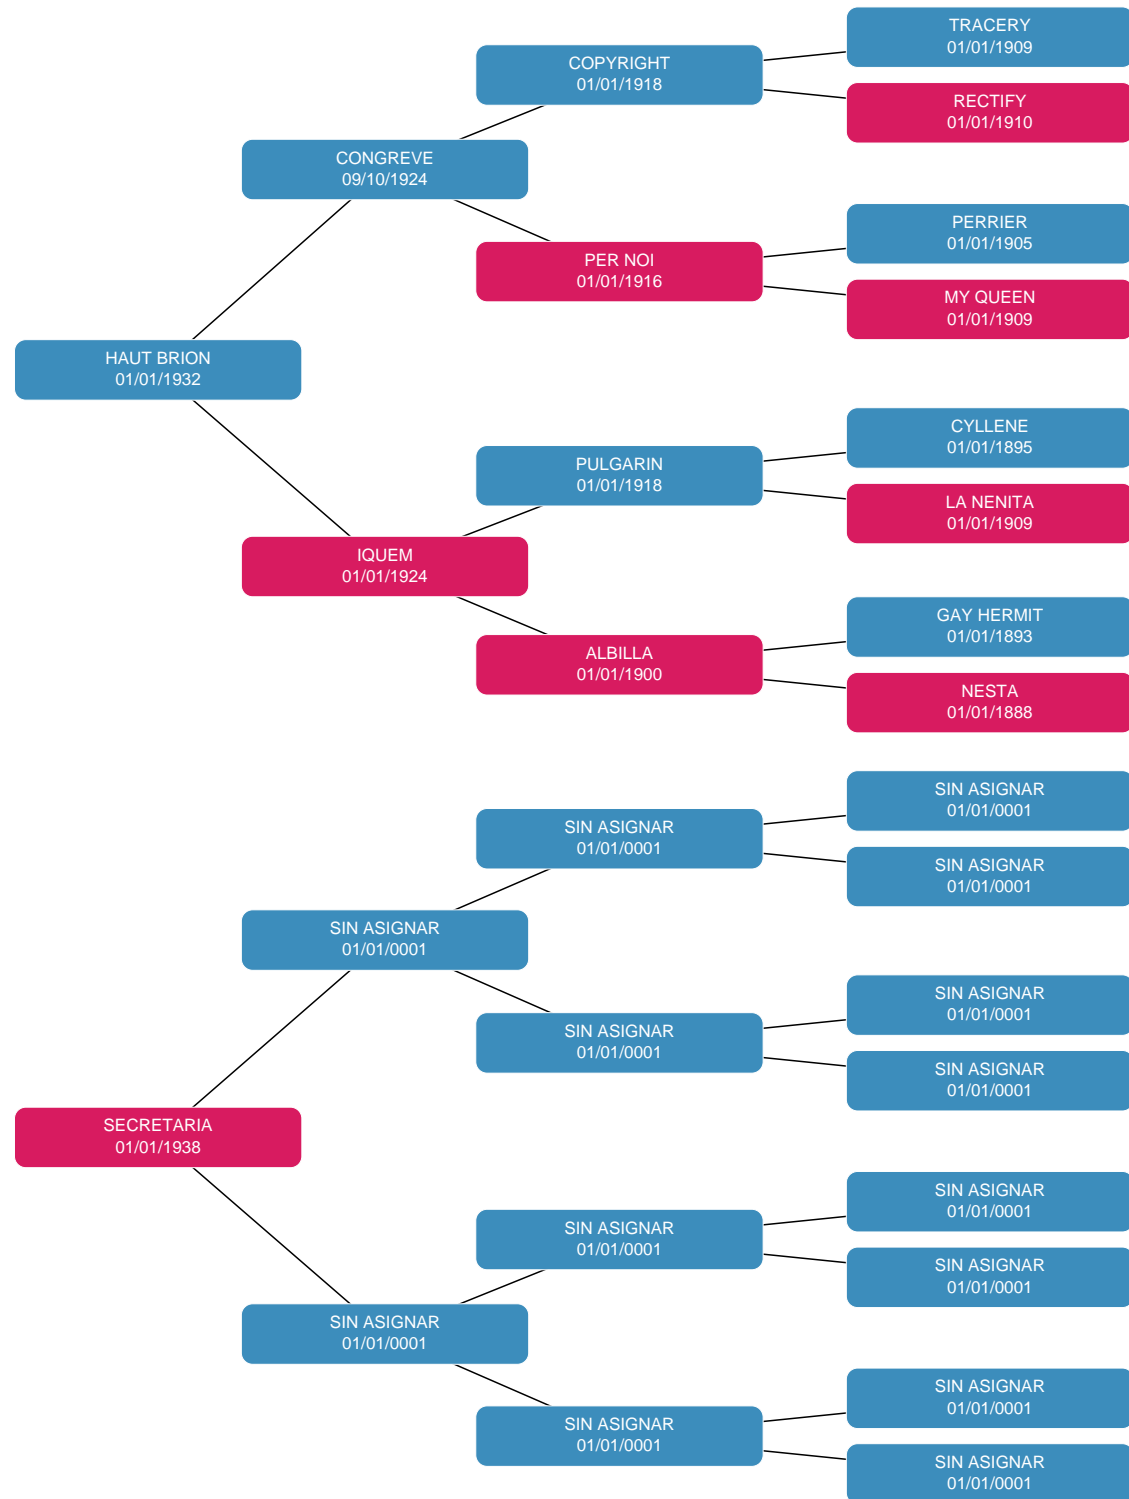 TRACERY
01/01/1909
COPYRIGHT
01/01/1918
RECTIFY
01/01/1910
CONGREVE
09/10/1924
PERRIER
01/01/1905
PER NOI
01/01/1916
MY QUEEN
01/01/1909
HAUT BRION
01/01/1932
CYLLENE
01/01/1895
PULGARIN
01/01/1918
LA NENITA
01/01/1909
IQUEM
01/01/1924
GAY HERMIT
01/01/1893
ALBILLA
01/01/1900
NESTA
01/01/1888
SIN ASIGNAR
01/01/0001
SIN ASIGNAR
01/01/0001
SIN ASIGNAR
01/01/0001
SIN ASIGNAR
01/01/0001
SIN ASIGNAR
01/01/0001
SIN ASIGNAR
01/01/0001
SIN ASIGNAR
01/01/0001
SECRETARIA
01/01/1938
SIN ASIGNAR
01/01/0001
SIN ASIGNAR
01/01/0001
SIN ASIGNAR
01/01/0001
SIN ASIGNAR
01/01/0001
SIN ASIGNAR
01/01/0001
SIN ASIGNAR
01/01/0001
SIN ASIGNAR
01/01/0001